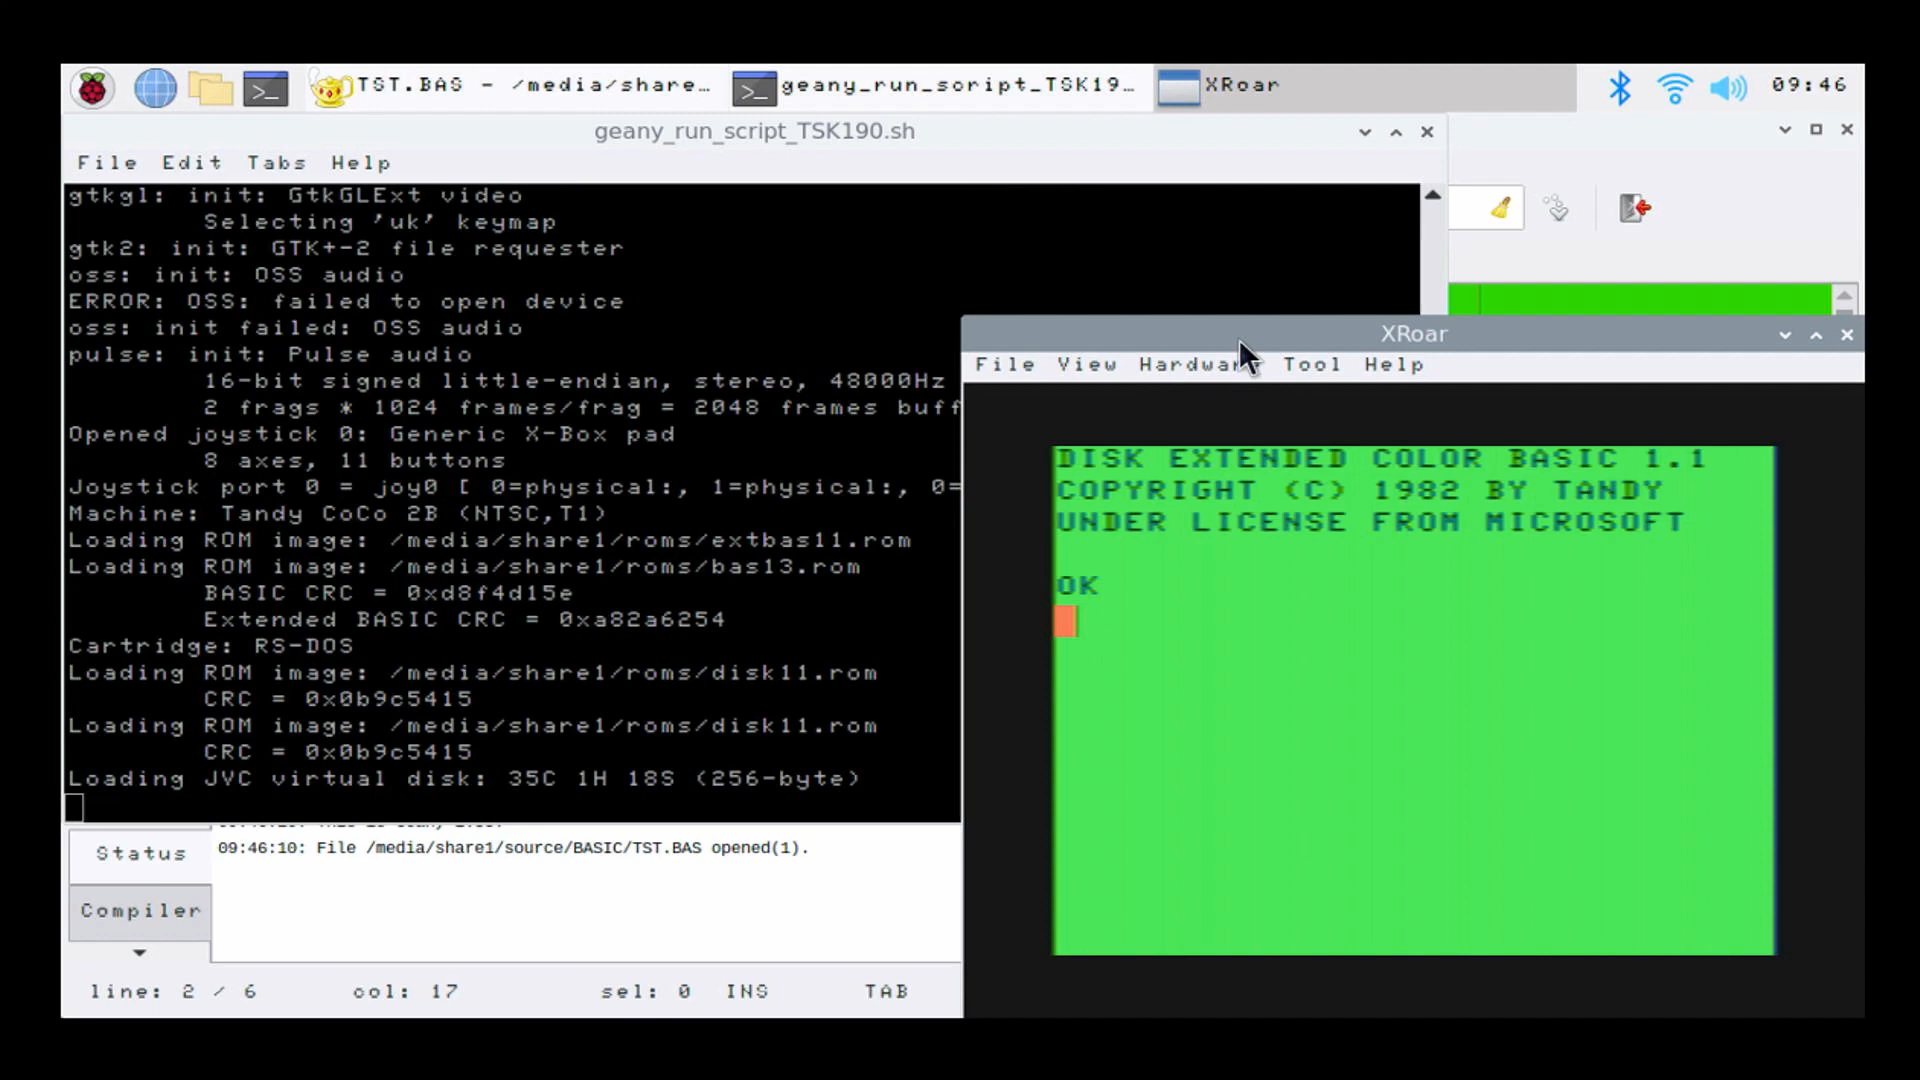 TST.BAS - /media/share…
geany_run_script_TSK19…
XRoar
09:46
geany_run_script_TSK190.sh
File Edit Tabs Help
gtkgl: init: GtkGLExt video
Selecting 'uk' keymap
gtk2: init: GTK+-2 file requester
oss: init: OSS audio
ERROR: OSS: failed to open device
oss: init failed: OSS audio
pulse: init: Pulse audio
16-bit signed little-endian, stereo, 48000Hz
2 frags * 1024 frames/frag = 2048 frames buff
Opened joystick 0: Generic X-Box pad
8 axes, 11 buttons
Joystick port 0 = joy0 [ 0=physical:, 1=physical:, 0=
Machine: Tandy CoCo 2B (NTSC,T1)
Loading ROM image: /media/share1/roms/extbas11.rom
Loading ROM image: /media/share1/roms/bas13.rom
BASIC CRC = 0xd8f4d15e
Extended BASIC CRC = 0xa82a6254
Cartridge: RS-DOS
Loading ROM image: /media/share1/roms/disk11.rom
CRC = 0x0b9c5415
Loading ROM image: /media/share1/roms/disk11.rom
CRC = 0x0b9c5415
Loading JVC virtual disk: 35C 1H 18S (256-byte)
Status
09:46:10: File /media/share1/source/BASIC/TST.BAS opened(1).
Compiler
line: 2 / 6 col: 17 sel: 0 INS TAB
XRoar
File View Hardwar Tool Help
DISK EXTENDED COLOR BASIC 1.1
COPYRIGHT (C) 1982 BY TANDY
UNDER LICENSE FROM MICROSOFT
OK